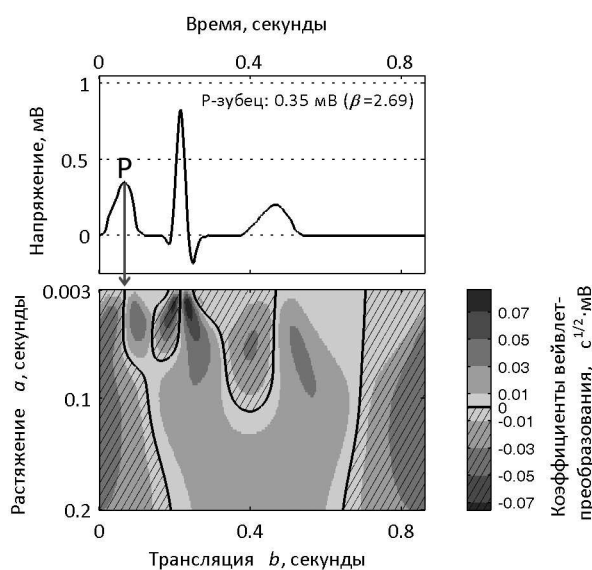 Время, секунды
0 0.4 0.8
Напряжение, мВ
1
0.5
0
P-зубец: 0.35 мВ (β=2.69)
P
Растяжение a, секунды
0.003
0.1
0.2
0 0.4 0.8
Трансляция b, секунды
0.07
0.05
0.03
0.01
0
-0.01
-0.03
-0.05
-0.07
Коэффициенты вейвлет-
преобразования, с1/2·мВ